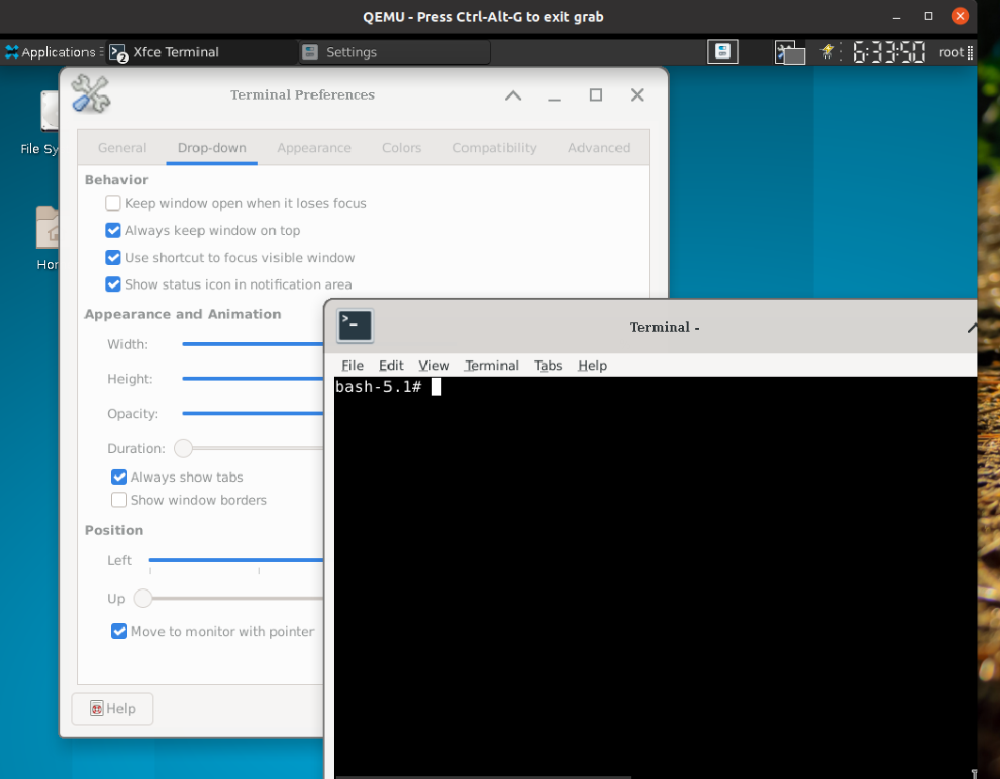 QEMU - Press Ctrl-Alt-G to exit grab
Applications
2
Xfce Terminal
Settings
6:33:50
root
File Sy
Hor
Terminal Preferences
General
Drop-down
Appearance
Colors
Compatibility
Advanced
Behavior
Keep window open when it loses focus
Always keep window on top
Use shortcut to focus visible window
Show status icon in notification area
Appearance and Animation
Width:
Height:
Opacity:
Duration:
Always show tabs
Show window borders
Position
Left
Up
Move to monitor with pointer
Help
Terminal -
File Edit View Terminal Tabs Help
bash-5.1#